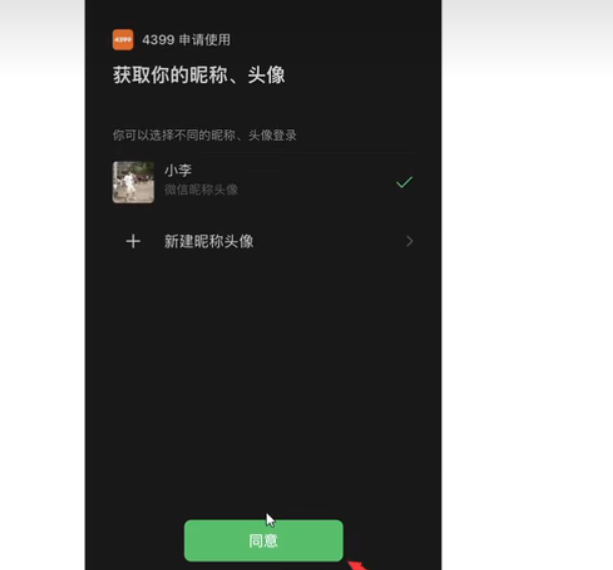 4399 4399 申请使用
获取你的昵称、头像
你可以选择不同的昵称、头像登录
小李
微信昵称头像
新建昵称头像
同意